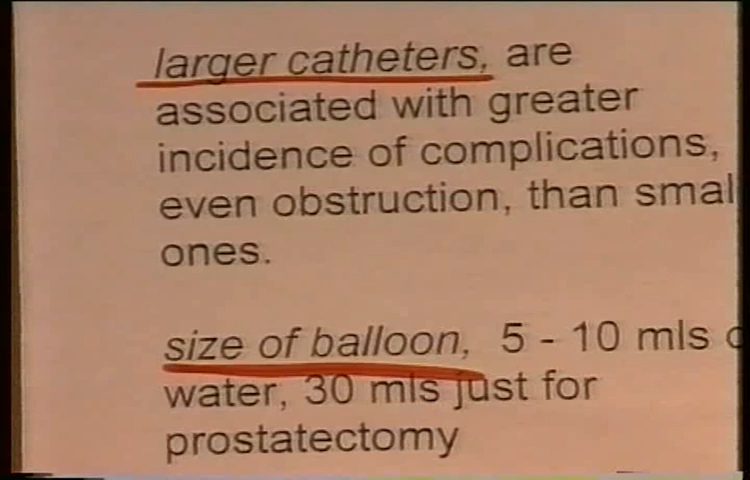 larger catheters, are
associated with greater
incidence of complications,
even obstruction, than
ones.
size of balloon, 5 - 10 mls
water, 30 mls just for
prostatectomy